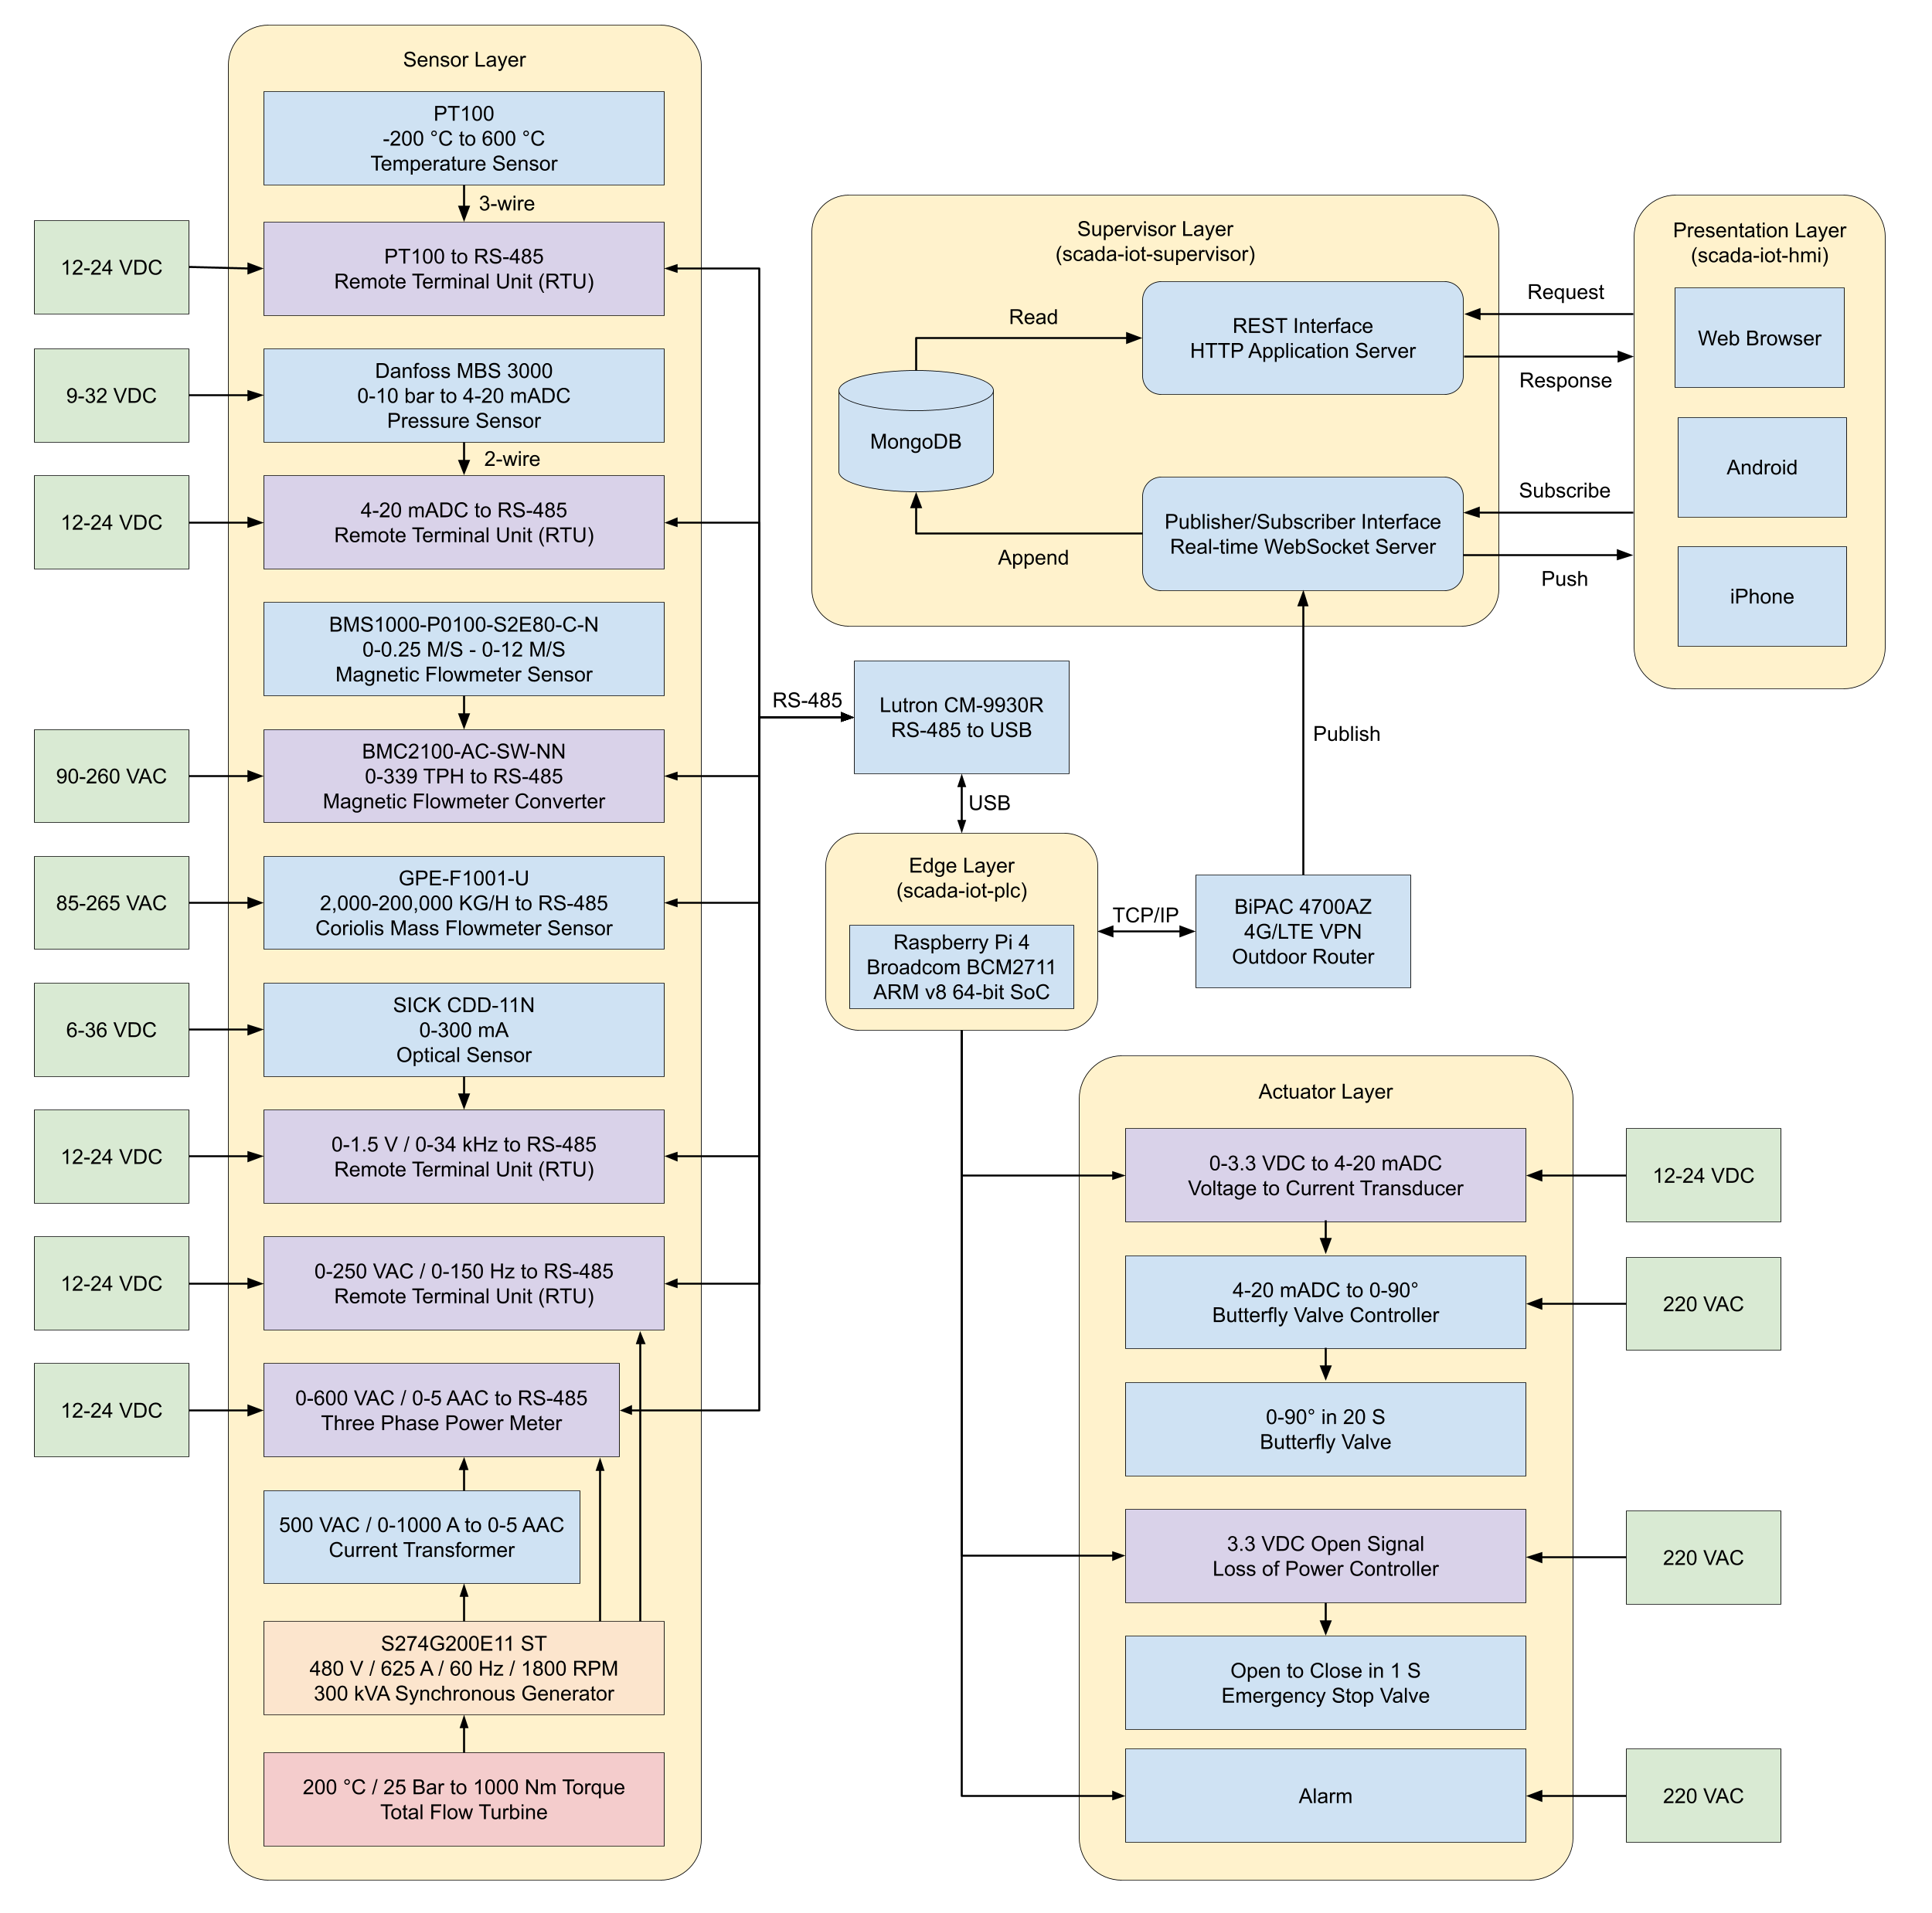 Sensor Layer
PT100
-200 °C to 600 °C
Temperature Sensor
3-wire
12-24 VDC
PT100 to RS-485
Remote Terminal Unit (RTU)
9-32 VDC
Danfoss MBS 3000
0-10 bar to 4-20 mADC
Pressure Sensor
2-wire
12-24 VDC
4-20 mADC to RS-485
Remote Terminal Unit (RTU)
BMS1000-P0100-S2E80-C-N
0-0.25 M/S - 0-12 M/S
Magnetic Flowmeter Sensor
90-260 VAC
BMC2100-AC-SW-NN
0-339 TPH to RS-485
Magnetic Flowmeter Converter
85-265 VAC
GPE-F1001-U
2,000-200,000 KG/H to RS-485
Coriolis Mass Flowmeter Sensor
6-36 VDC
SICK CDD-11N
0-300 mA
Optical Sensor
12-24 VDC
0-1.5 V / 0-34 kHz to RS-485
Remote Terminal Unit (RTU)
12-24 VDC
0-250 VAC / 0-150 Hz to RS-485
Remote Terminal Unit (RTU)
12-24 VDC
0-600 VAC / 0-5 AAC to RS-485
Three Phase Power Meter
500 VAC / 0-1000 A to 0-5 AAC
Current Transformer
S274G200E11 ST
480 V / 625 A / 60 Hz / 1800 RPM
300 kVA Synchronous Generator
200 °C / 25 Bar to 1000 Nm Torque
Total Flow Turbine
RS-485
Lutron CM-9930R
RS-485 to USB
USB
Edge Layer
(scada-iot-plc)
Raspberry Pi 4
Broadcom BCM2711
ARM v8 64-bit SoC
TCP/IP
BiPAC 4700AZ
4G/LTE VPN
Outdoor Router
Publish
Supervisor Layer
(scada-iot-supervisor)
Read
REST Interface
HTTP Application Server
MongoDB
Publisher/Subscriber Interface
Real-time WebSocket Server
Append
Request
Response
Subscribe
Push
Presentation Layer
(scada-iot-hmi)
Web Browser
Android
iPhone
Actuator Layer
0-3.3 VDC to 4-20 mADC
Voltage to Current Transducer
12-24 VDC
4-20 mADC to 0-90°
Butterfly Valve Controller
220 VAC
0-90° in 20 S
Butterfly Valve
3.3 VDC Open Signal
Loss of Power Controller
220 VAC
Open to Close in 1 S
Emergency Stop Valve
Alarm
220 VAC